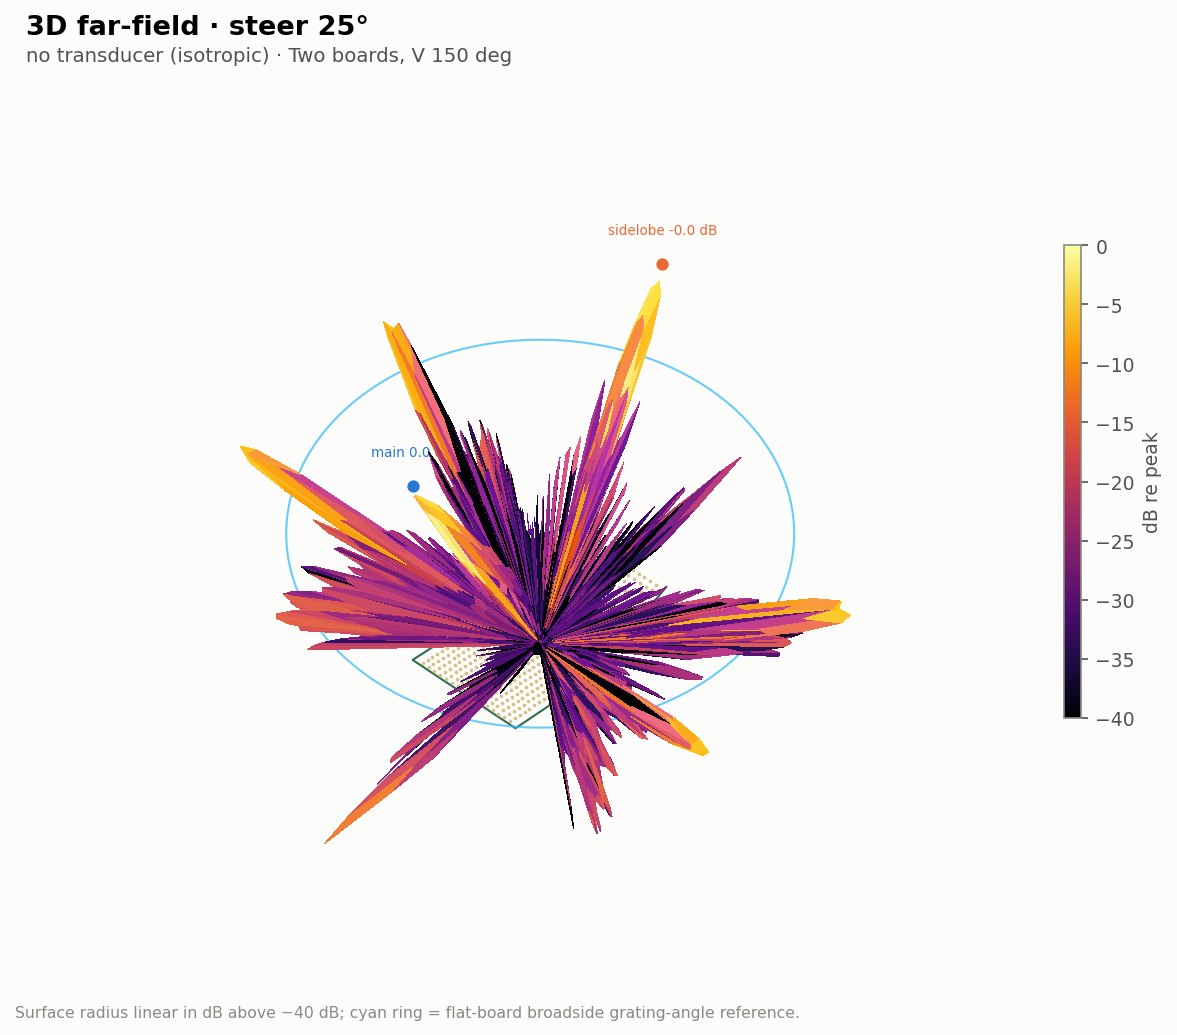 3D far-field · steer 25°
no transducer (isotropic) · Two boards, V 150 deg
sidelobe -0.0 dB
main 0.0
0
−5
−10
−15
−20
−25
−30
−35
−40
dB re peak
Surface radius linear in dB above −40 dB; cyan ring = flat-board broadside grating-angle reference.